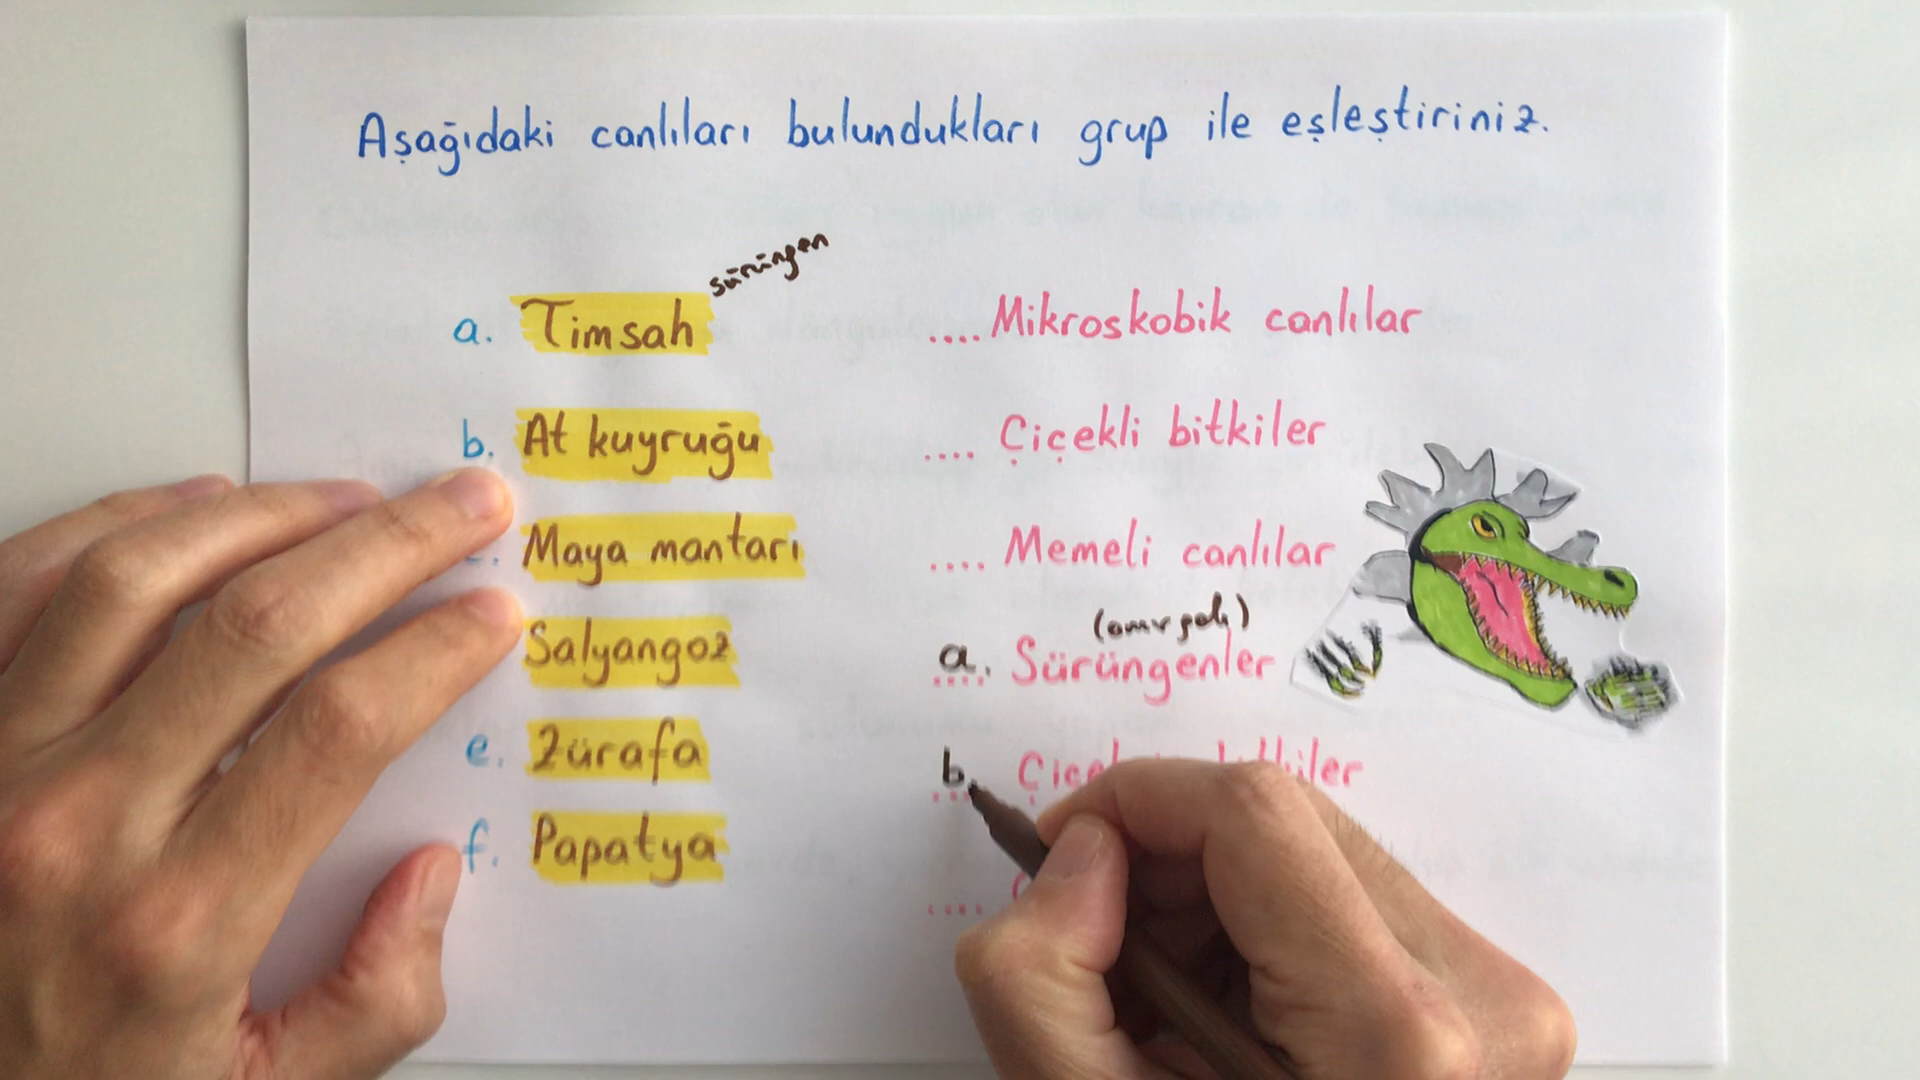 Aşağıdaki canlıları bulundukları grup ile eşleştiriniz.
sürüngen
a. Timsah
.... Mikroskobik canlılar
b. At kuyruğu
.... Çiçekli bitkiler
Maya mantarı
.... Memeli canlılar
(omurgalı)
Salyangoz
a. Sürüngenler
e. Zürafa
b.
f. Papatya
....